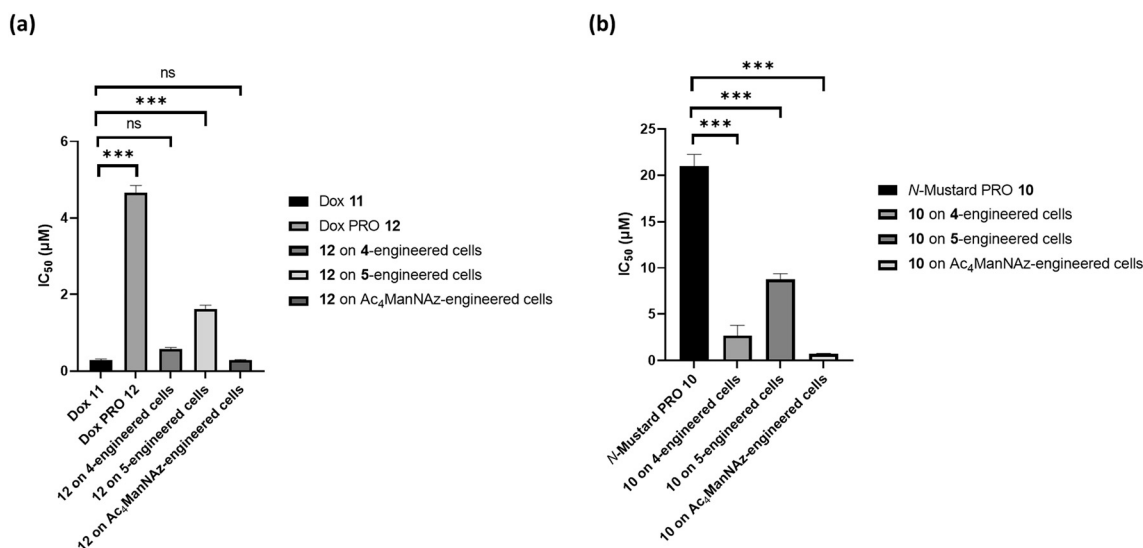 (a)
ns
***
ns
***
6
4
2
0
IC₅₀ (µM)
Dox 11
Dox PRO 12
12 on 4-engineered cells
12 on 5-engineered cells
12 on Ac₄ManNAz-engineered cells
Dox 11
Dox PRO 12
12 on 4-engineered cells
12 on 5-engineered cells
12 on Ac₄ManNAz-engineered cells
(b)
***
***
***
25
20
15
10
5
0
IC₅₀ (µM)
N-Mustard PRO 10
10 on 4-engineered cells
10 on 5-engineered cells
10 on Ac₄ManNAz-engineered cells
N-Mustard PRO 10
10 on 4-engineered cells
10 on 5-engineered cells
10 on Ac₄ManNAz-engineered cells